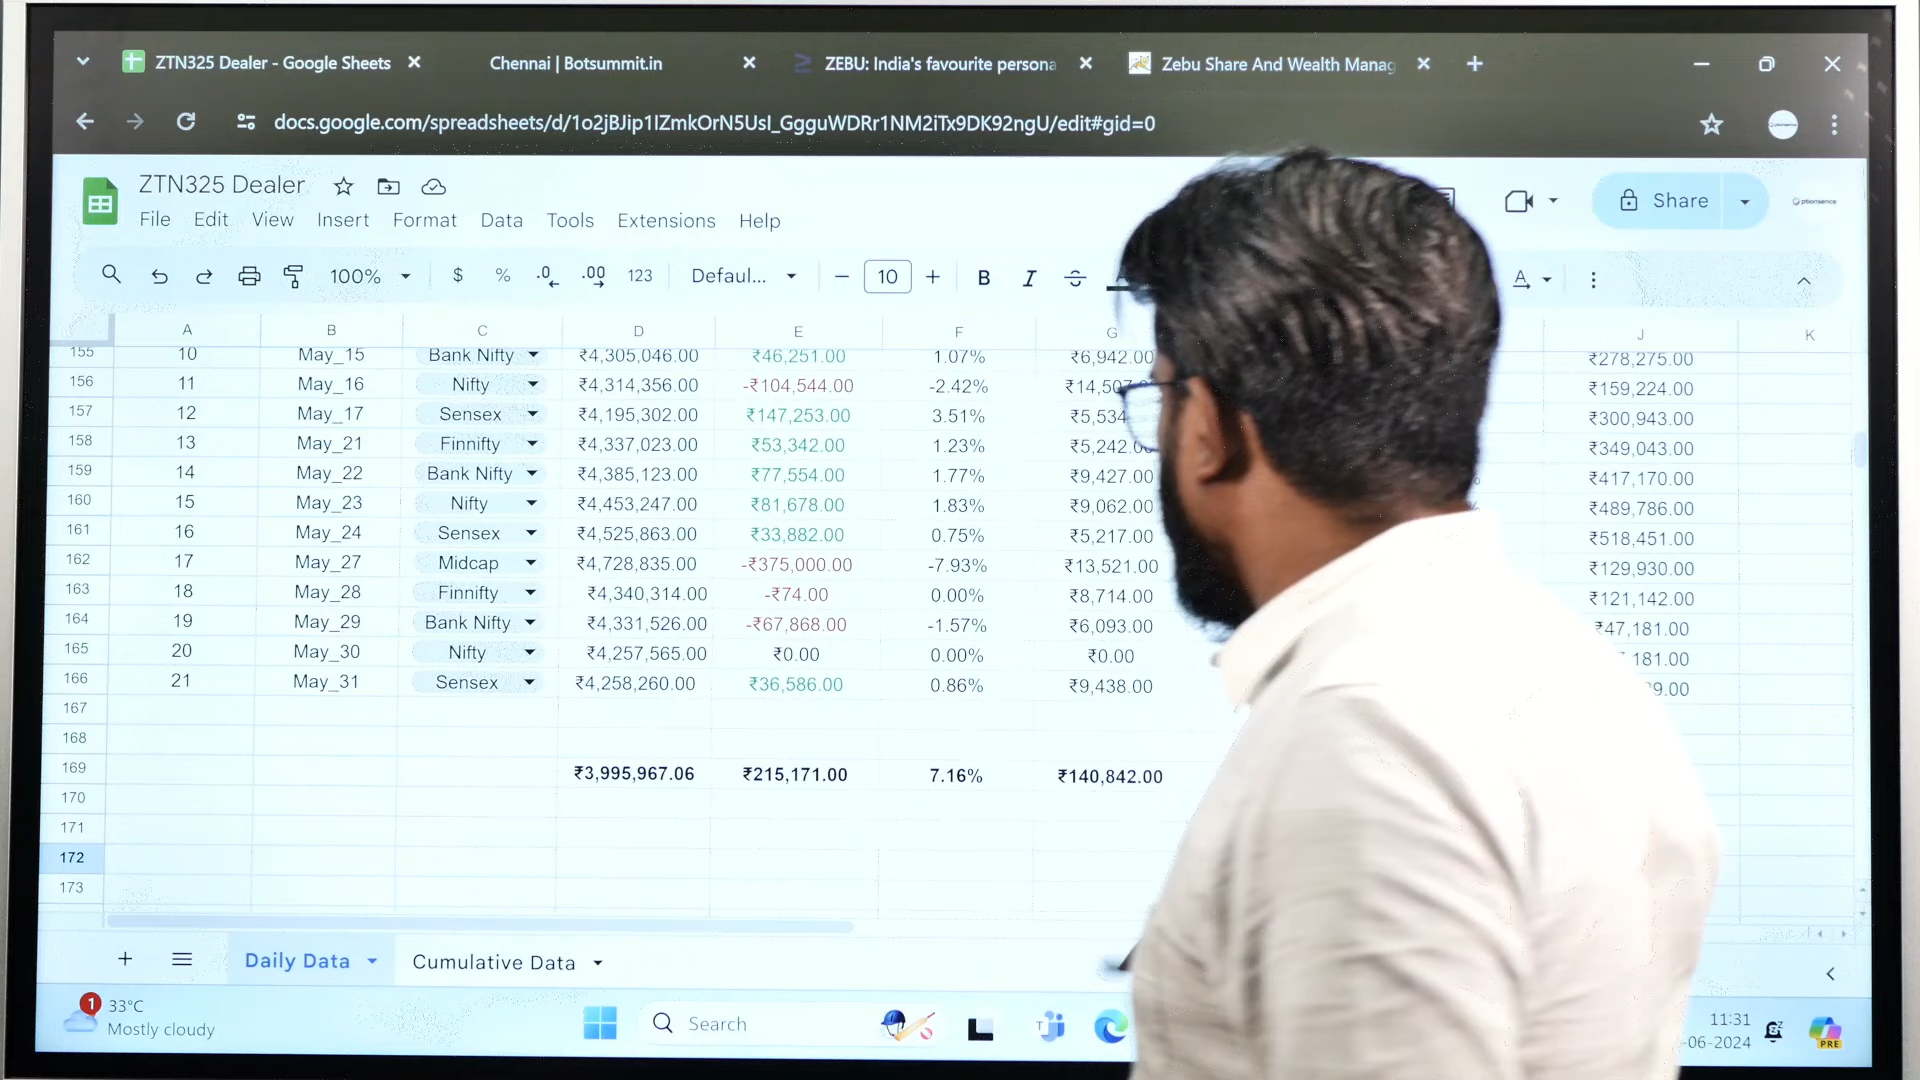 ZTN325 Dealer - Google Sheets
Chennai | Botsummit.in
ZEBU: India's favourite persona
Zebu Share And Wealth Manag
docs.google.com/spreadsheets/d/1o2jBJip1lZmkOrN5UsI_GgguWDRr1NM2iTx9DK92ngU/edit#gid=0
ZTN325 Dealer
File Edit View Insert Format Data Tools Extensions Help
Share
100% $ % .0 .00 123 Defaul... − 10 + B I A
A B C D E F G J K
155 10 May_15 Bank Nifty ₹4,305,046.00 ₹46,251.00 1.07% ₹6,942.00 ₹278,275.00
156 11 May_16 Nifty ₹4,314,356.00 -₹104,544.00 -2.42% ₹159,224.00
157 12 May_17 Sensex ₹4,195,302.00 ₹147,253.00 3.51% ₹5,534 ₹300,943.00
158 13 May_21 Finnifty ₹4,337,023.00 ₹53,342.00 1.23% ₹5,242.00 ₹349,043.00
159 14 May_22 Bank Nifty ₹4,385,123.00 ₹77,554.00 1.77% ₹9,427.00 ₹417,170.00
160 15 May_23 Nifty ₹4,453,247.00 ₹81,678.00 1.83% ₹9,062.00 ₹489,786.00
161 16 May_24 Sensex ₹4,525,863.00 ₹33,882.00 0.75% ₹5,217.00 ₹518,451.00
162 17 May_27 Midcap ₹4,728,835.00 -₹375,000.00 -7.93% ₹13,521.00 ₹129,930.00
163 18 May_28 Finnifty ₹4,340,314.00 -₹74.00 0.00% ₹8,714.00 ₹121,142.00
164 19 May_29 Bank Nifty ₹4,331,526.00 -₹67,868.00 -1.57% ₹6,093.00 ₹47,181.00
165 20 May_30 Nifty ₹4,257,565.00 ₹0.00 0.00% ₹0.00 181.00
166 21 May_31 Sensex ₹4,258,260.00 ₹36,586.00 0.86% ₹9,438.00 9.00
167
168
169 ₹3,995,967.06 ₹215,171.00 7.16% ₹140,842.00
170
171
172
173
Daily Data Cumulative Data
1 33°C
Mostly cloudy
Search
11:31
-06-2024
PRE